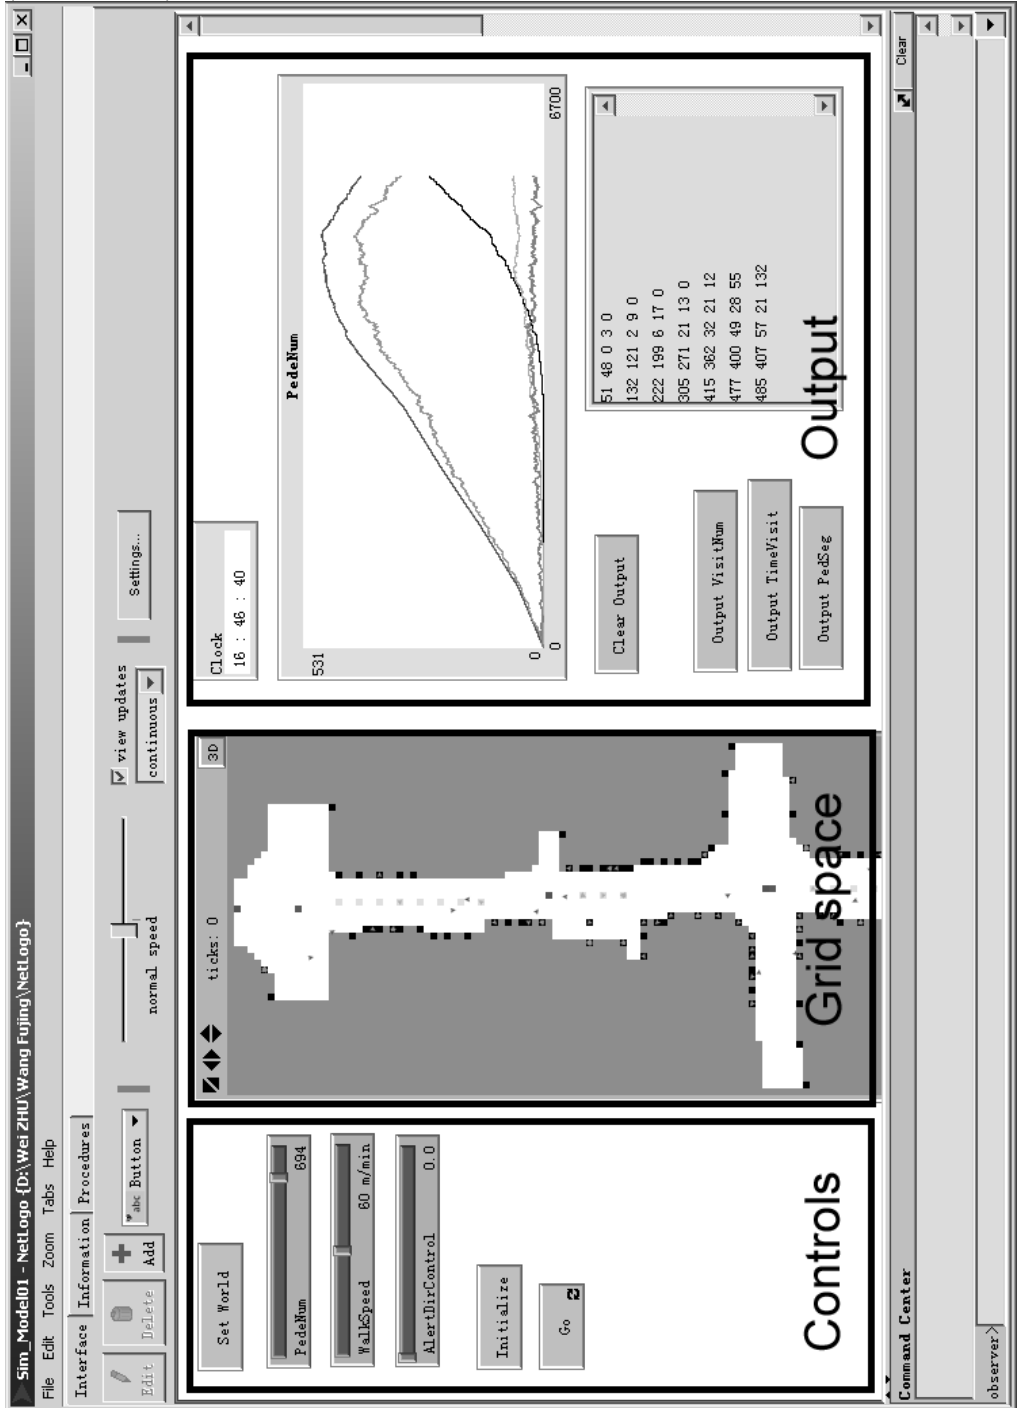 Sim_Model01 - NetLogo {D:\Wei ZHU\Wang Fujing\NetLogo}
File Edit Tools Zoom Tabs Help
Interface Information Procedures
Edit Delete Add abc Button normal speed view updates continuous Settings...
Set World
PedeNum 694
WalkSpeed 60 m/min
AlertDirControl 0.0
Initialize
Go
Controls
ticks: 0 3D
Grid space
Clock
16 : 46 : 40
PedeNum
531
0
0 6700
Clear Output
Output VisitNum
Output TimeVisit
Output PedSeg
51 48 0 3 0
132 121 2 9 0
222 199 6 17 0
305 271 21 13 0
415 362 32 21 12
477 400 49 28 55
485 407 57 21 132
Output
Command Center Clear
observer>